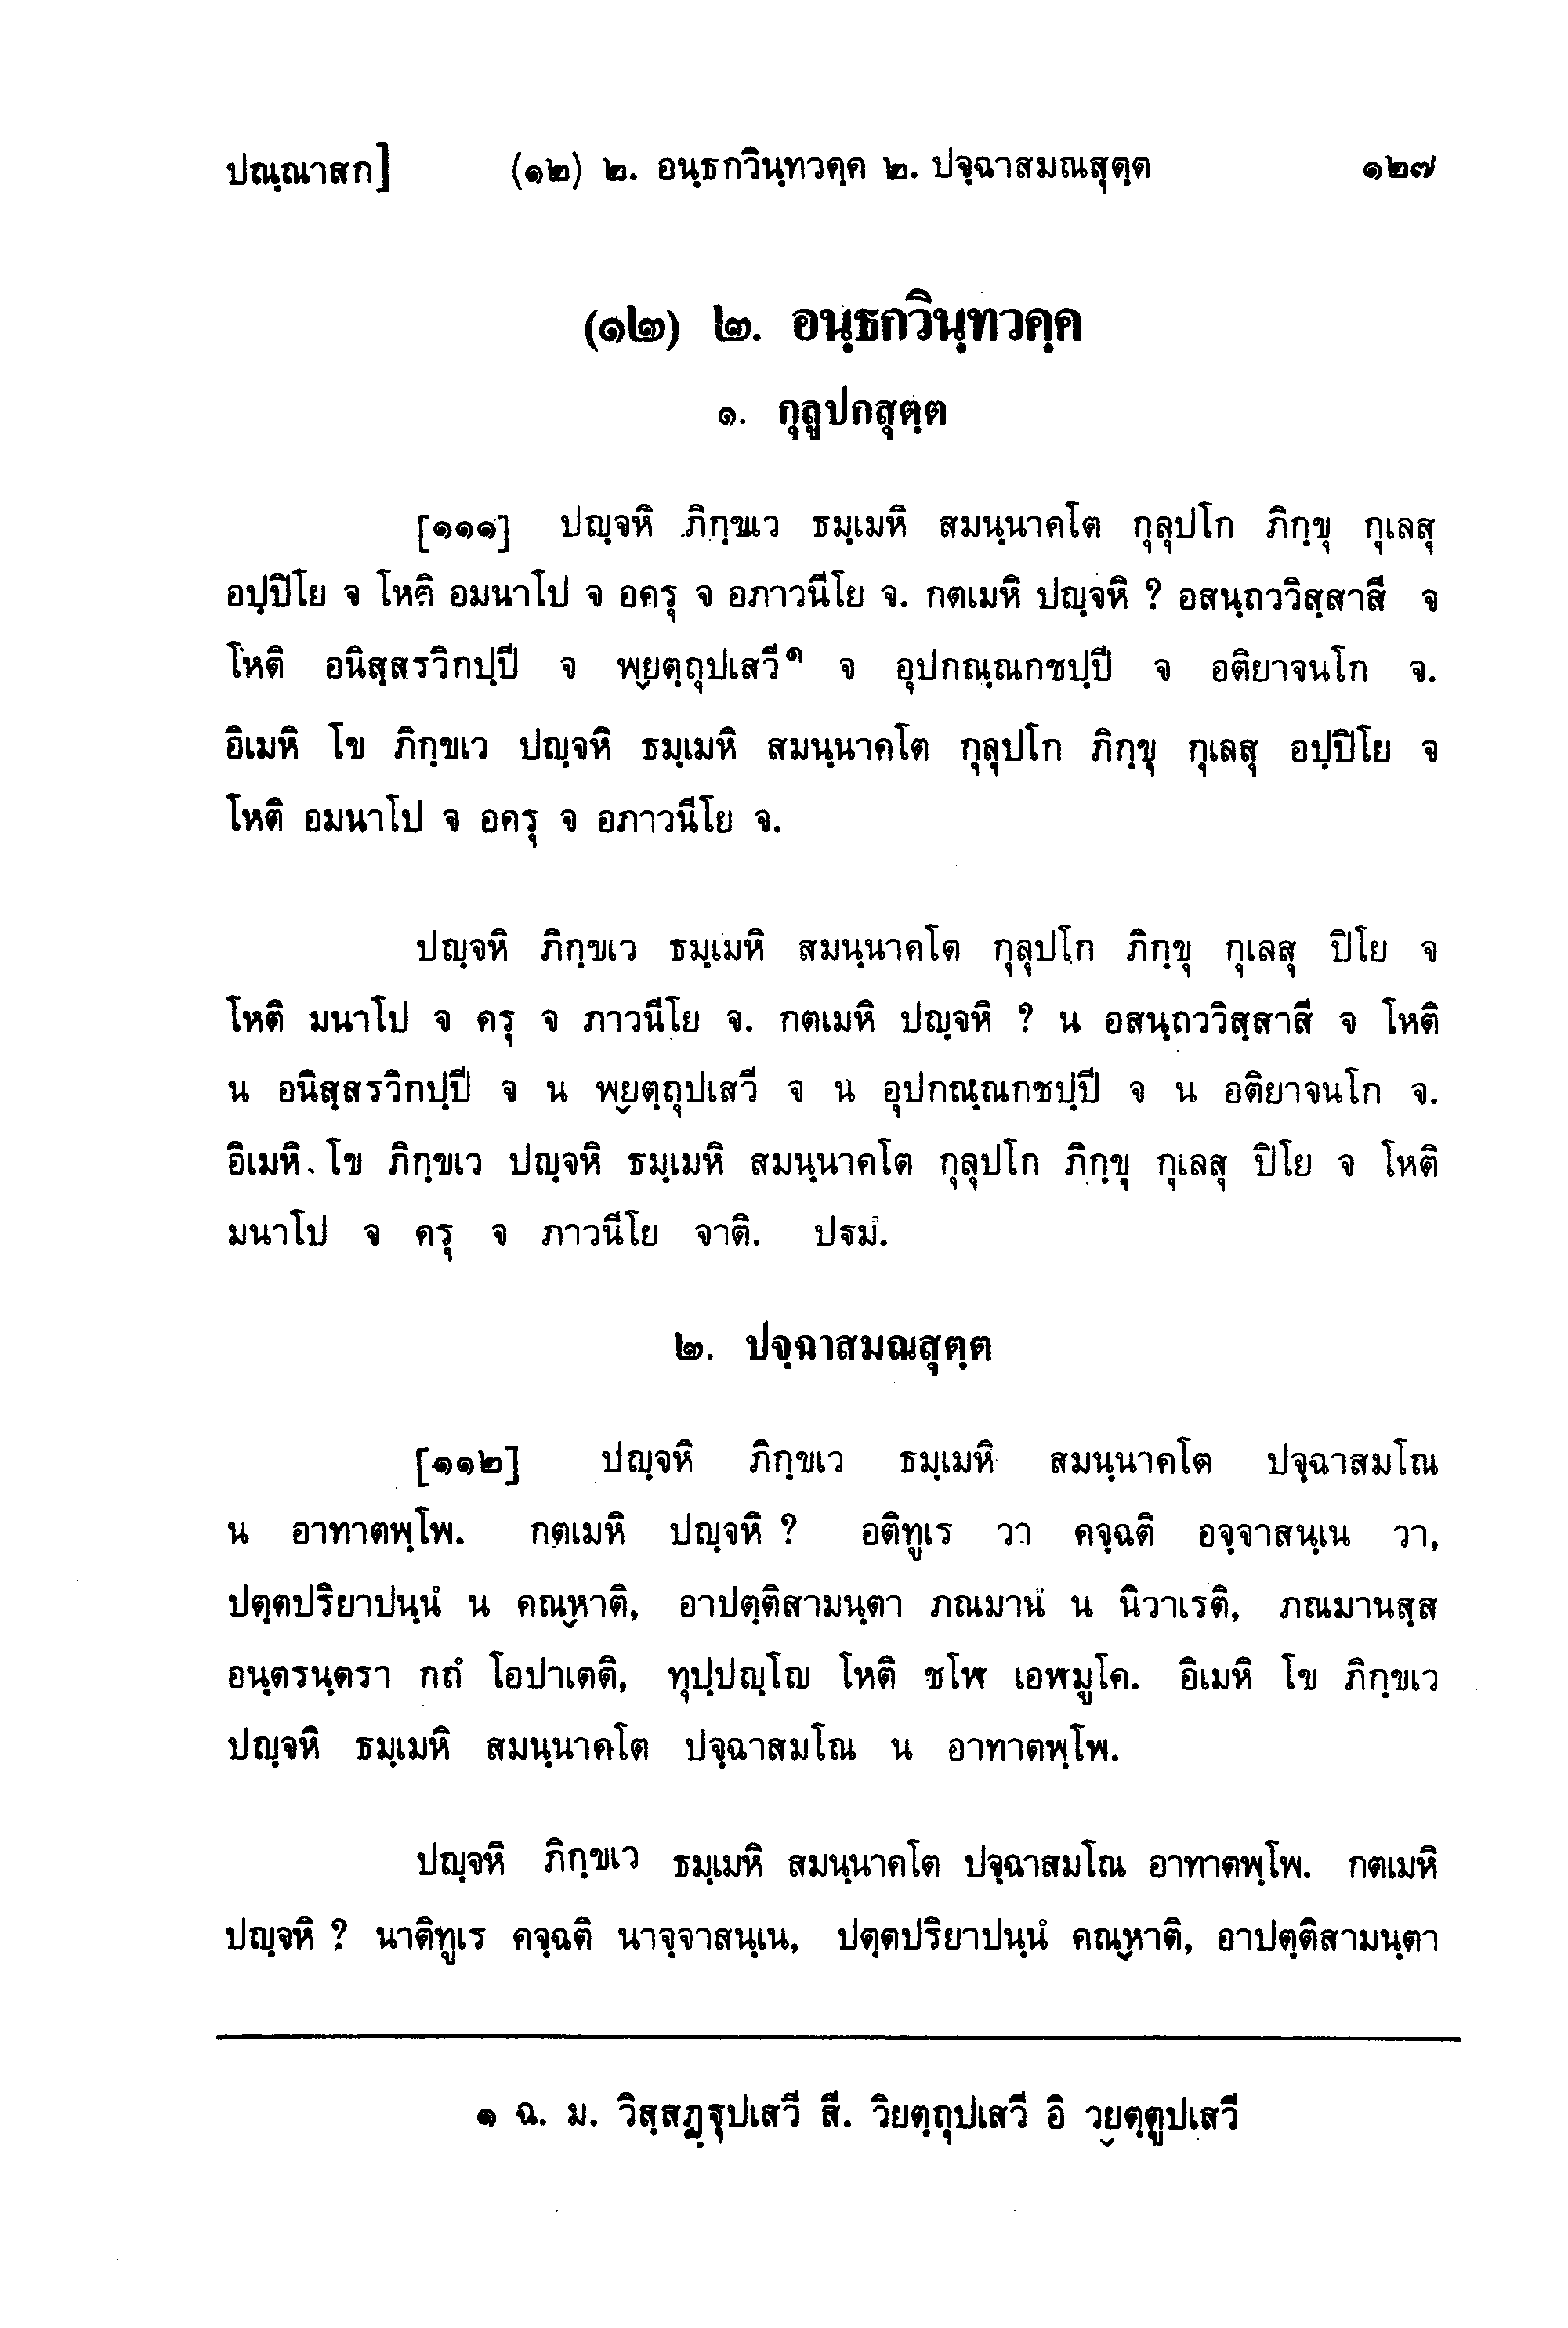 ปณฺณาสก] (๑๒) ๒. อนฺธกวินฺทวคฺค ๒. ปจฺฉาสมณสุตฺต ๑๒๗
(๑๒) ๒. อนฺธกวินฺทวคฺค
๑. กุลูปกสุตฺต
[๑๑๑] ปญฺจหิ ภิกฺขเว ธมฺเมหิ สมนฺนาคโต กุลุปโก ภิกฺขุ กุเลสุ
อปฺปิโย จ โหติ อมนาโป จ อครุ จ อภาวนีโย จ. กตเมหิ ปญฺจหิ ? อสนฺถววิสฺสาสี จ
โหติ อนิสฺสรวิกปฺปี จ พฺยตฺถุปเสวี๑ จ อุปกณฺณกชปฺปี จ อติยาจนโก จ.
อิเมหิ โข ภิกฺขเว ปญฺจหิ ธมฺเมหิ สมนฺนาคโต กุลุปโก ภิกฺขุ กุเลสุ อปฺปิโย จ
โหติ อมนาโป จ อครุ จ อภาวนีโย จ.
ปญฺจหิ ภิกฺขเว ธมฺเมหิ สมนฺนาคโต กุลุปโก ภิกฺขุ กุเลสุ ปิโย จ
โหติ มนาโป จ ครุ จ ภาวนีโย จ. กตเมหิ ปญฺจหิ ? น อสนฺถววิสฺสาสี จ โหติ
น อนิสฺสรวิกปฺปี จ น พฺยตฺถุปเสวี จ น อุปกณฺณกชปฺปี จ น อติยาจนโก จ.
อิเมหิ โข ภิกฺขเว ปญฺจหิ ธมฺเมหิ สมนฺนาคโต กุลุปโก ภิกฺขุ กุเลสุ ปิโย จ โหติ
มนาโป จ ครุ จ ภาวนีโย จาติ. ปฐมํ.
๒. ปจฺฉาสมณสุตฺต
[๑๑๒] ปญฺจหิ ภิกฺขเว ธมฺเมหิ สมนฺนาคโต ปจฺฉาสมโณ
น อาทาตพฺโพ. กตเมหิ ปญฺจหิ ? อติทูเร วา คจฺฉติ อจฺจาสนฺเน วา,
ปตฺตปริยาปนฺนํ น คณฺหาติ, อาปตฺติสามนฺตา ภณมานํ น นิวาเรติ, ภณมานสฺส
อนฺตรนฺตรา กถํ โอปาเตติ, ทุปฺปญฺโญ โหติ ชโฬ เอฬมูโค. อิเมหิ โข ภิกฺขเว
ปญฺจหิ ธมฺเมหิ สมนฺนาคโต ปจฺฉาสมโณ น อาทาตพฺโพ.
ปญฺจหิ ภิกฺขเว ธมฺเมหิ สมนฺนาคโต ปจฺฉาสมโณ อาทาตพฺโพ. กตเมหิ
ปญฺจหิ ? นาติทูเร คจฺฉติ นาจฺจาสนฺเน, ปตฺตปริยาปนฺนํ คณฺหาติ, อาปตฺติสามนฺตา
๑ ฉ. ม. วิสฺสฏฺฐุปเสวี สี. วิยตฺถุปเสวี อิ วฺยตฺตูปเสวี